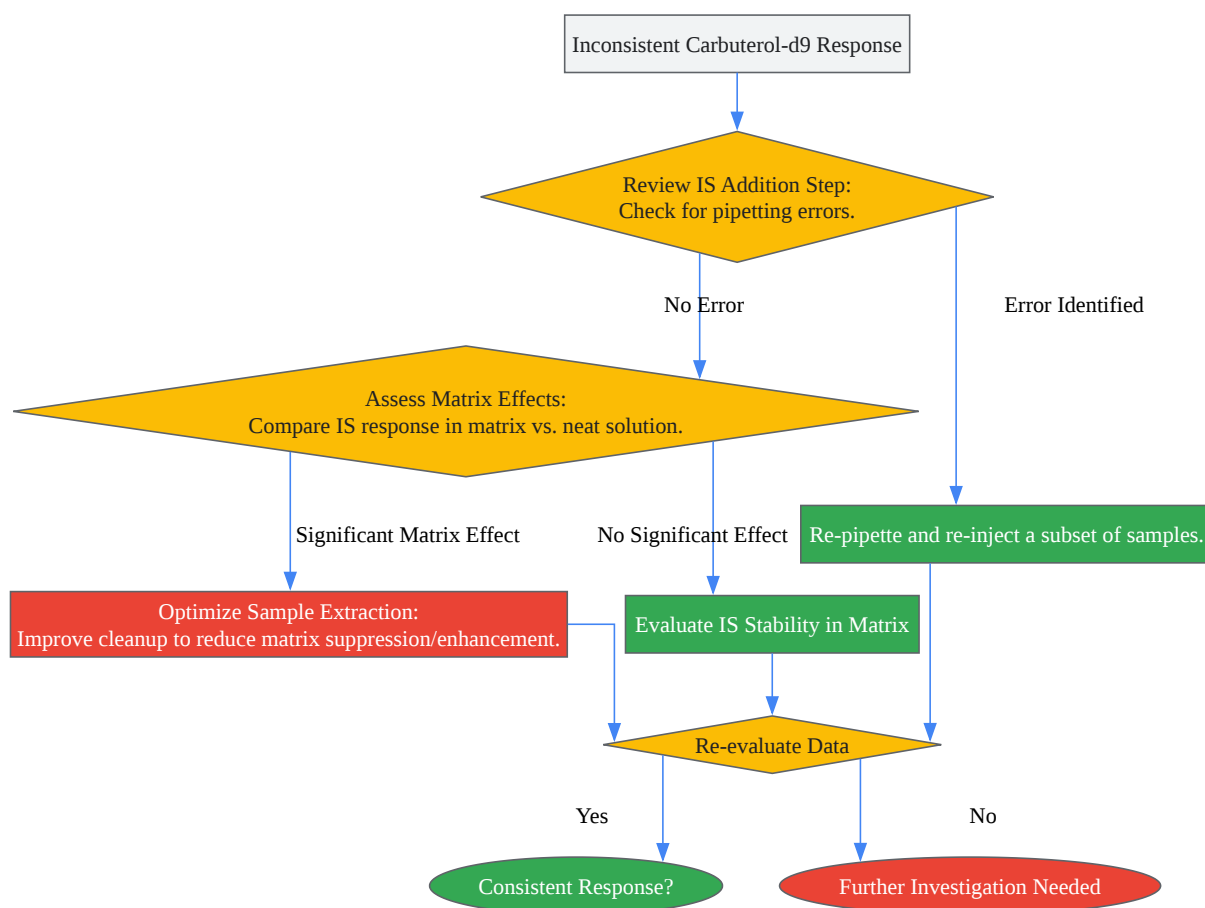 Inconsistent Carbuterol-d9 Response
Review IS Addition Step:
Check for pipetting errors.
No Error
Error Identified
Assess Matrix Effects:
Compare IS response in matrix vs. neat solution.
Significant Matrix Effect
No Significant Effect
Re-pipette and re-inject a subset of samples.
Optimize Sample Extraction:
Improve cleanup to reduce matrix suppression/enhancement.
Evaluate IS Stability in Matrix
Re-evaluate Data
Yes
No
Consistent Response?
Further Investigation Needed